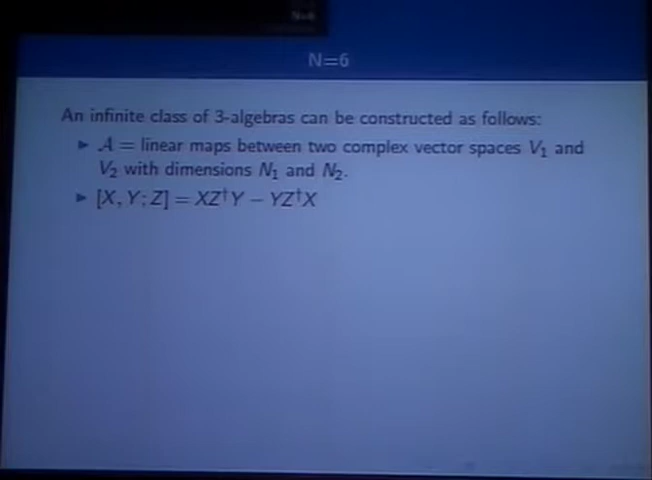 N=6
An infinite class of 3-algebras can be constructed as follows:
► A = linear maps between two complex vector spaces V₁ and
V₂ with dimensions N₁ and N₂.
► [X, Y; Z] = XZ†Y − YZ†X